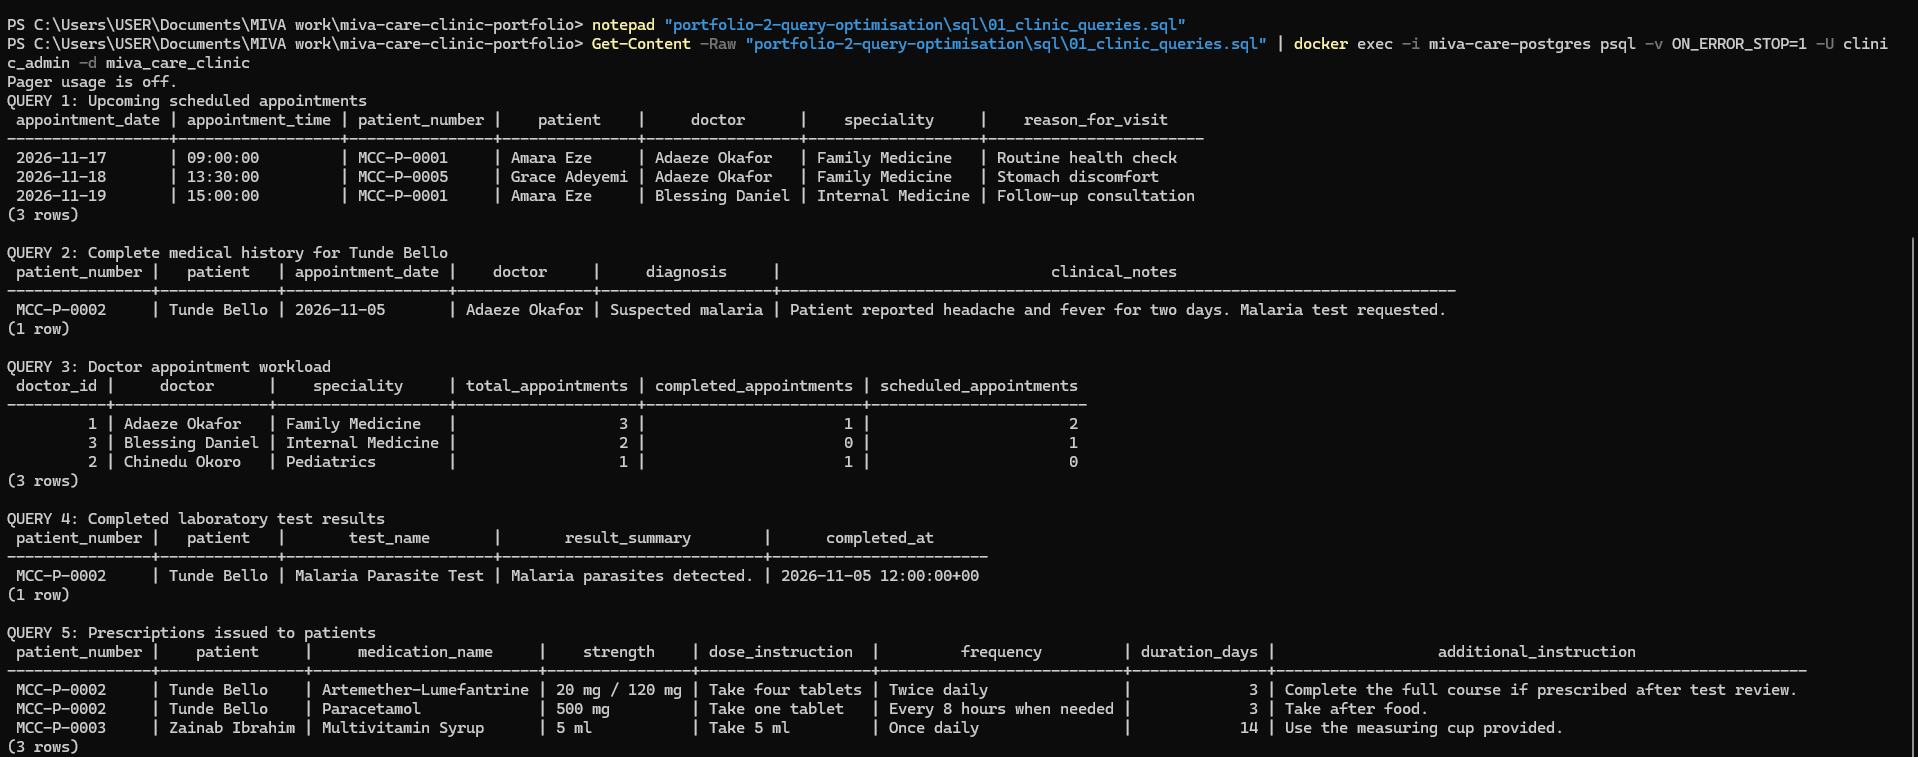 PS C:\Users\USER\Documents\MIVA work\miva-care-clinic-portfolio> notepad "portfolio-2-query-optimisation\sql\01_clinic_queries.sql"
PS C:\Users\USER\Documents\MIVA work\miva-care-clinic-portfolio> Get-Content -Raw "portfolio-2-query-optimisation\sql\01_clinic_queries.sql" | docker exec -i miva-care-postgres psql -v ON_ERROR_STOP=1 -U clini
c_admin -d miva_care_clinic
Pager usage is off.
QUERY 1: Upcoming scheduled appointments
 appointment_date | appointment_time | patient_number |    patient    |     doctor      |    speciality     |    reason_for_visit
------------------+------------------+----------------+---------------+-----------------+-------------------+------------------------
 2026-11-17       | 09:00:00         | MCC-P-0001     | Amara Eze     | Adaeze Okafor   | Family Medicine   | Routine health check
 2026-11-18       | 13:30:00         | MCC-P-0005     | Grace Adeyemi | Adaeze Okafor   | Family Medicine   | Stomach discomfort
 2026-11-19       | 15:00:00         | MCC-P-0001     | Amara Eze     | Blessing Daniel | Internal Medicine | Follow-up consultation
(3 rows)

QUERY 2: Complete medical history for Tunde Bello
 patient_number |   patient   | appointment_date |    doctor     |     diagnosis     |                              clinical_notes
----------------+-------------+------------------+---------------+-------------------+---------------------------------------------------------------------------
 MCC-P-0002     | Tunde Bello | 2026-11-05       | Adaeze Okafor | Suspected malaria | Patient reported headache and fever for two days. Malaria test requested.
(1 row)

QUERY 3: Doctor appointment workload
 doctor_id |     doctor      |    speciality     | total_appointments | completed_appointments | scheduled_appointments
-----------+-----------------+-------------------+--------------------+------------------------+------------------------
         1 | Adaeze Okafor   | Family Medicine   |                  3 |                      1 |                      2
         3 | Blessing Daniel | Internal Medicine |                  2 |                      0 |                      1
         2 | Chinedu Okoro   | Pediatrics        |                  1 |                      1 |                      0
(3 rows)

QUERY 4: Completed laboratory test results
 patient_number |   patient   |       test_name       |       result_summary        |      completed_at
----------------+-------------+-----------------------+-----------------------------+------------------------
 MCC-P-0002     | Tunde Bello | Malaria Parasite Test | Malaria parasites detected. | 2026-11-05 12:00:00+00
(1 row)

QUERY 5: Prescriptions issued to patients
 patient_number |    patient     |     medication_name     |    strength    | dose_instruction  |         frequency         | duration_days |                  additional_instruction
----------------+----------------+-------------------------+----------------+-------------------+---------------------------+---------------+-----------------------------------------------------------
 MCC-P-0002     | Tunde Bello    | Artemether-Lumefantrine | 20 mg / 120 mg | Take four tablets | Twice daily               |             3 | Complete the full course if prescribed after test review.
 MCC-P-0002     | Tunde Bello    | Paracetamol             | 500 mg         | Take one tablet   | Every 8 hours when needed |             3 | Take after food.
 MCC-P-0003     | Zainab Ibrahim | Multivitamin Syrup      | 5 ml           | Take 5 ml         | Once daily                |            14 | Use the measuring cup provided.
(3 rows)